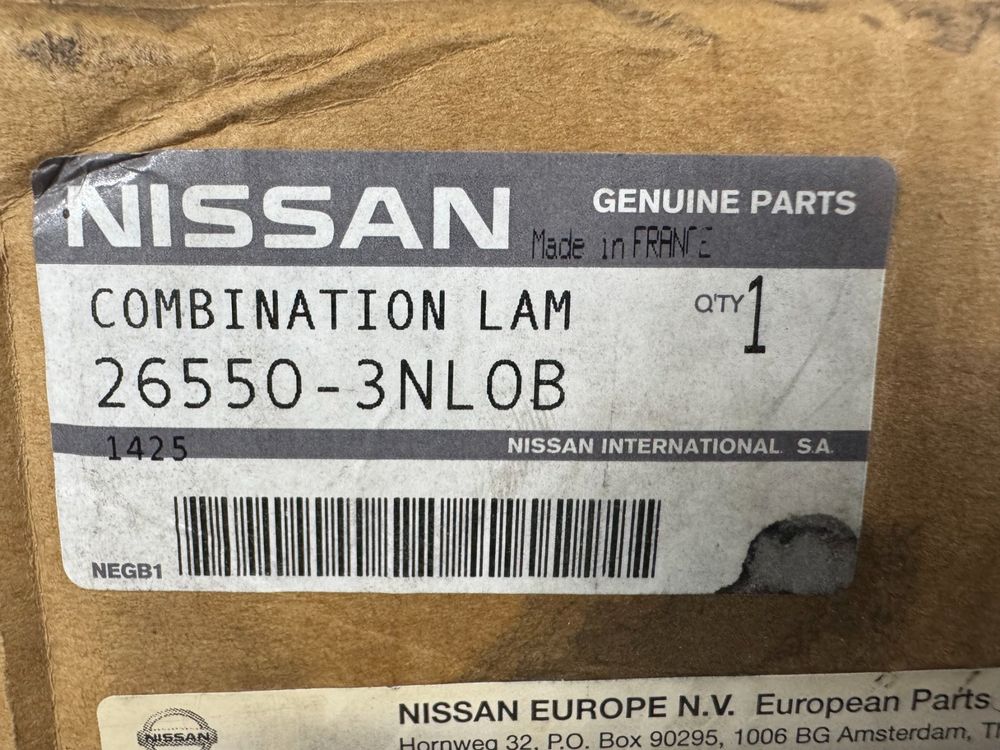 NISSAN GENUINE PARTS
Made in FRANCE
COMBINATION LAM Q'TY 1
26550-3NL0B
1425 NISSAN INTERNATIONAL S.A.
NEGB1
NISSAN
NISSAN EUROPE N.V. European Parts
Hornweg 32, P.O. Box 90295, 1006 BG Amsterdam, T